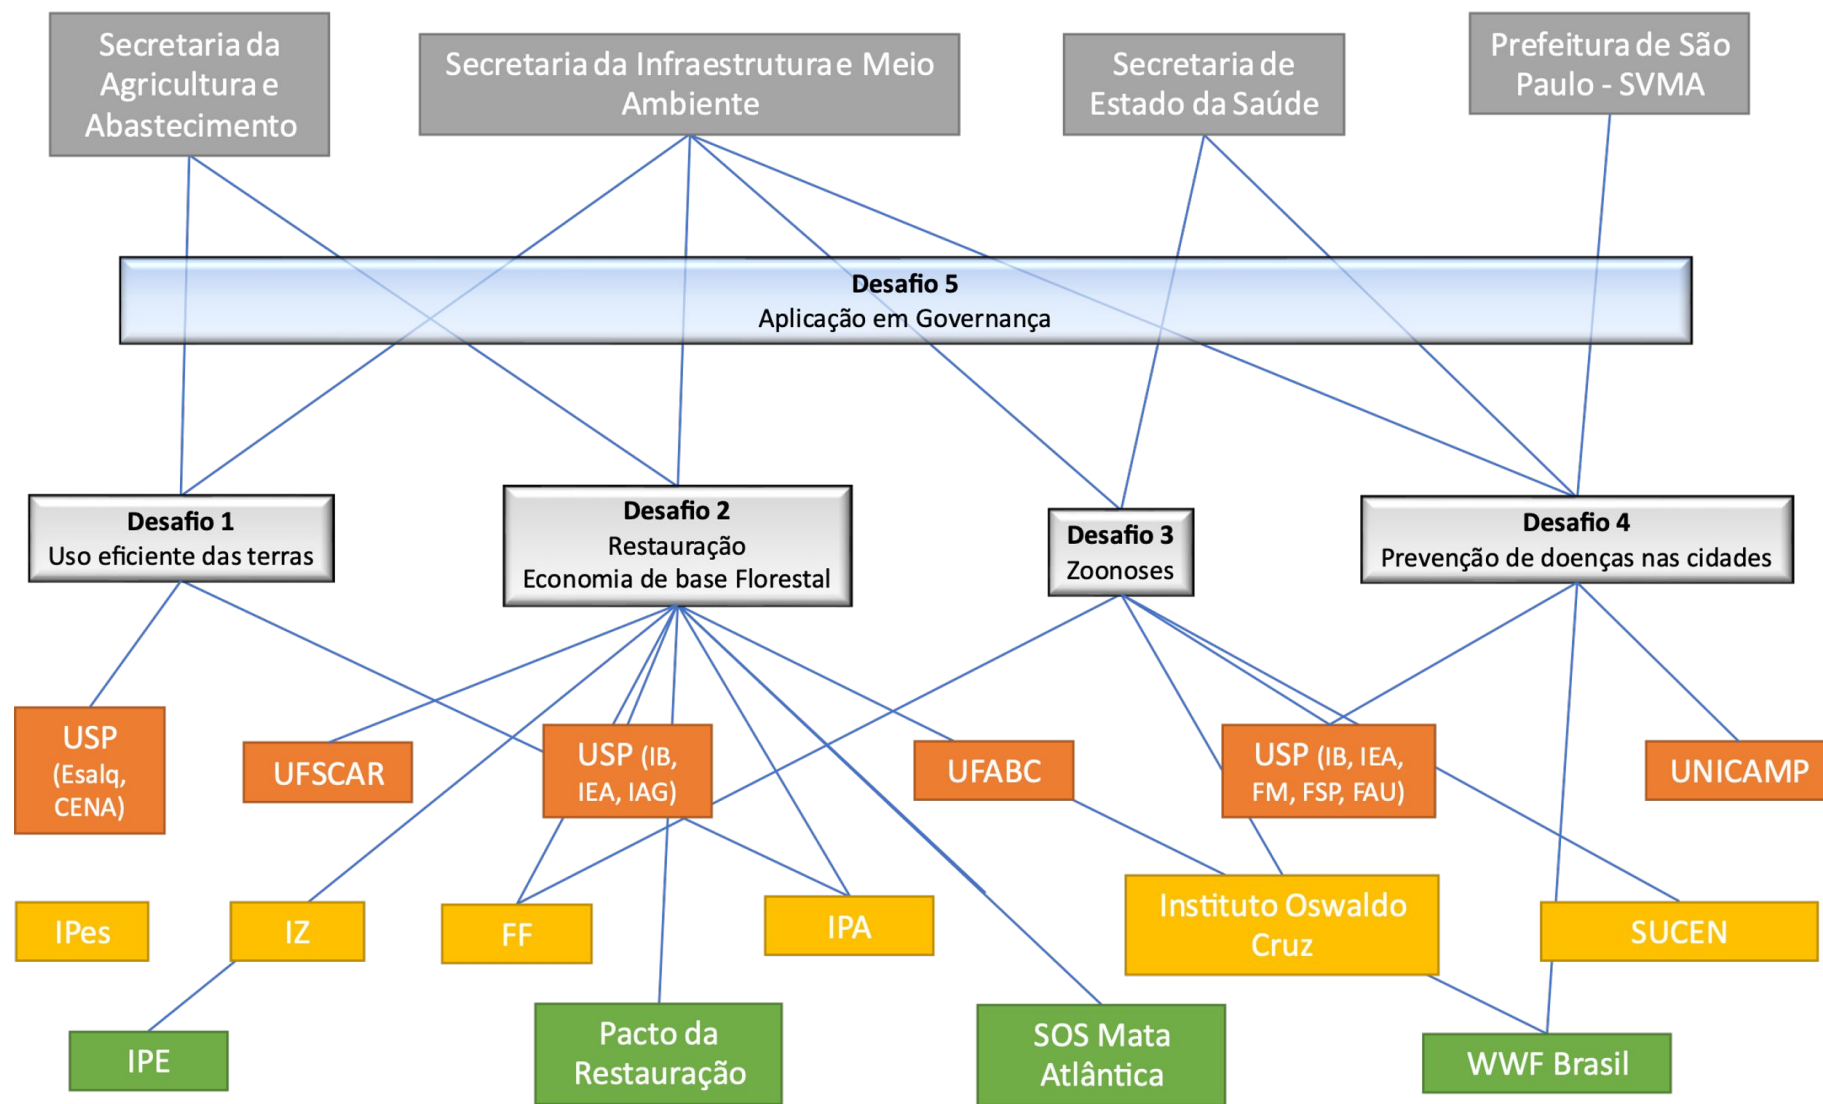 Secretaria da
Agricultura e
Abastecimento
Secretaria da Infraestrutura e Meio
Ambiente
Secretaria de
Estado da Saúde
Prefeitura de São
Paulo - SVMA
Desafio 5
Aplicação em Governança
Desafio 1
Uso eficiente das terras
Desafio 2
Restauração
Economia de base Florestal
Desafio 3
Zoonoses
Desafio 4
Prevenção de doenças nas cidades
USP
(Esalq,
CENA)
UFSCAR
USP (IB,
IEA, IAG)
UFABC
USP (IB, IEA,
FM, FSP, FAU)
UNICAMP
IPes
IZ
FF
IPA
Instituto Oswaldo
Cruz
SUCEN
IPE
Pacto da
Restauração
SOS Mata
Atlântica
WWF Brasil